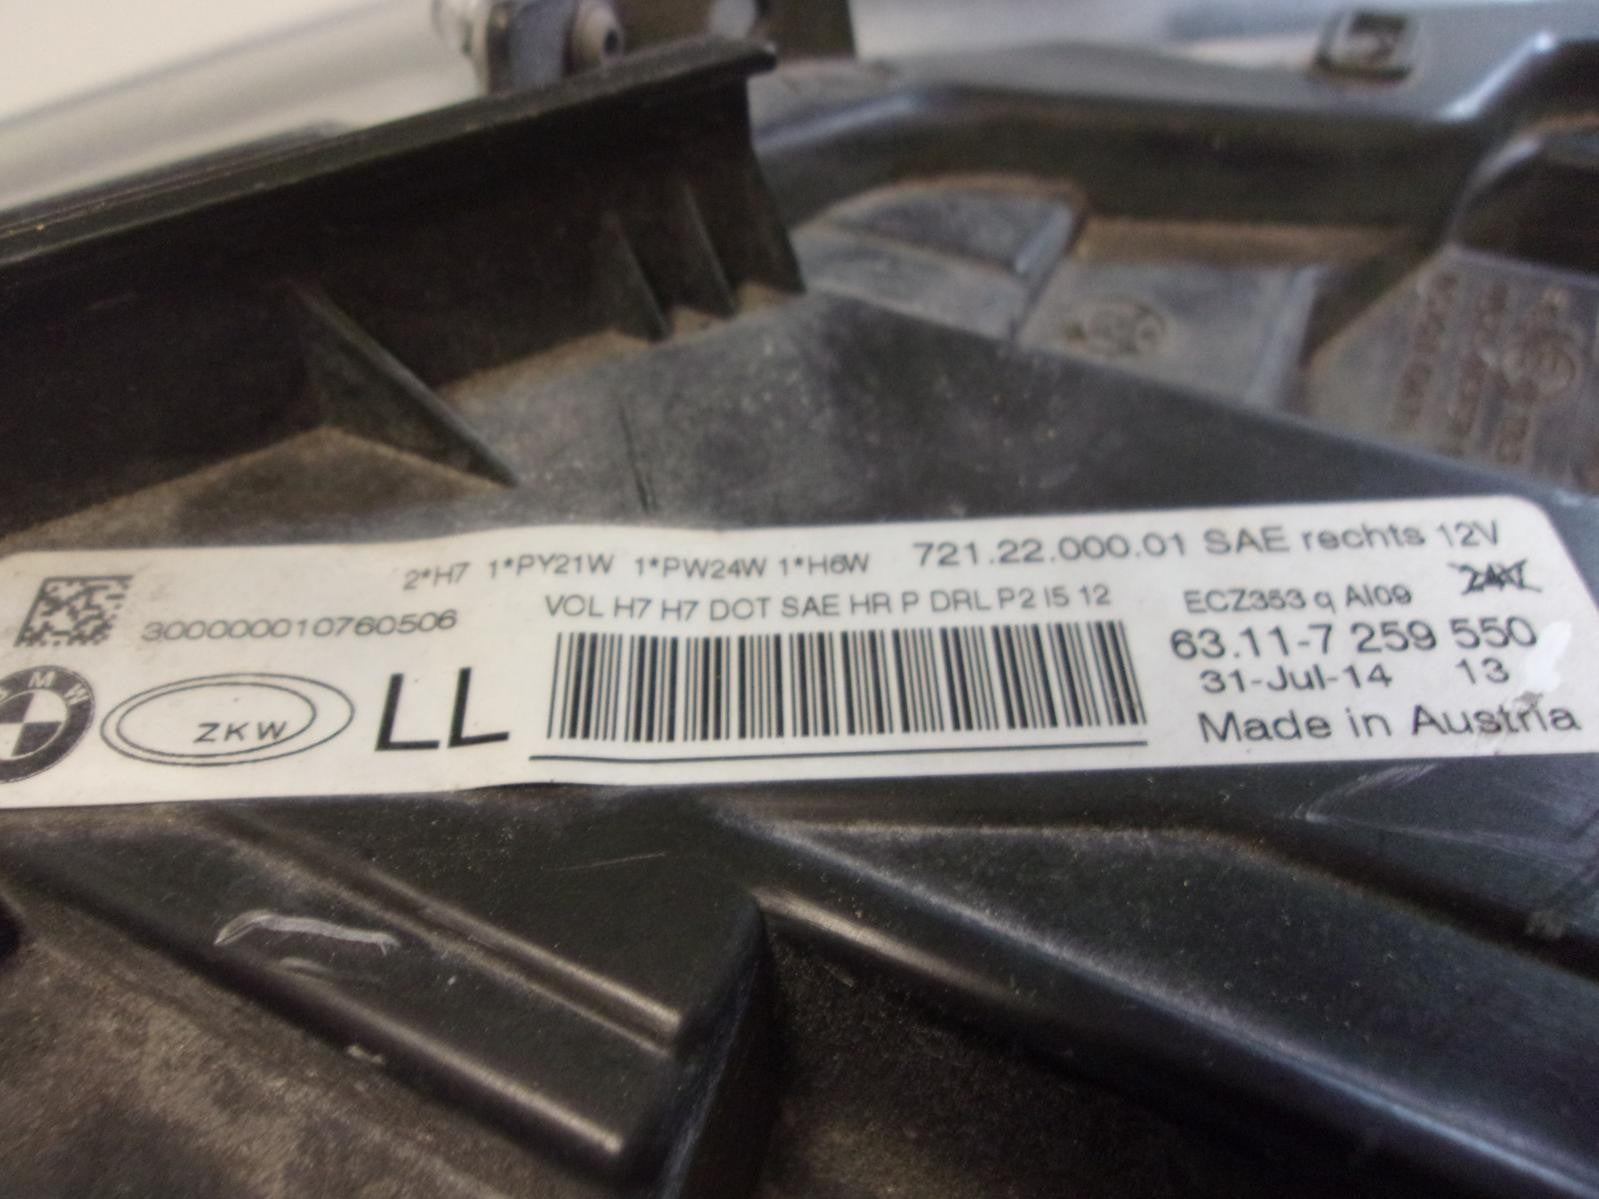 2*H7 1*PY21W 1*PW24W 1*H6W 721.22.000.01 SAE rechts 12V
300000010760506
VOL H7 H7 DOT SAE HR P DRL P2 I5 12
ECZ353 q AI09
63.11-7 259 550
31-Jul-14 13
Made in Austria
BMW
ZKW
LL